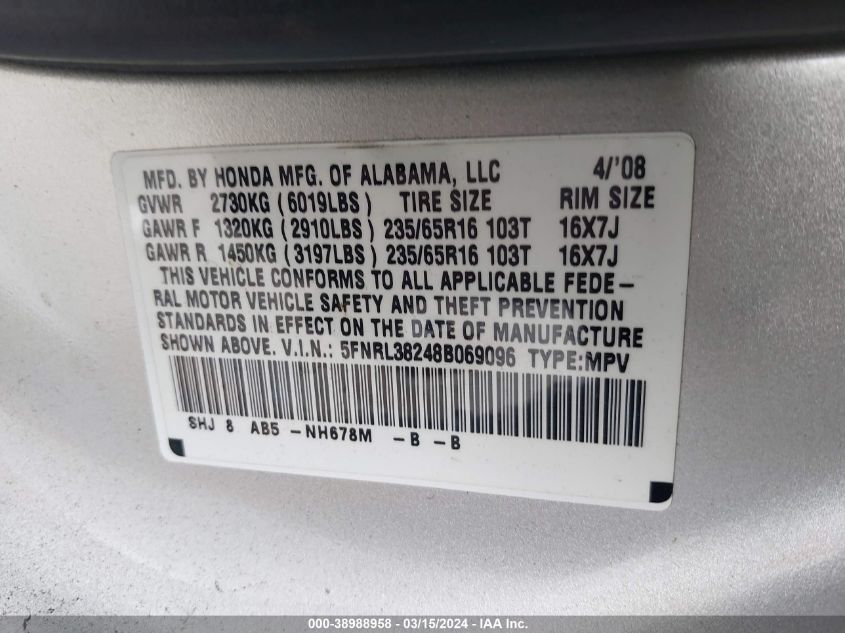 MFD. BY HONDA MFG. OF ALABAMA, LLC 4/'08
GVWR 2730KG (6019LBS) TIRE SIZE RIM SIZE
GAWR F 1320KG (2910LBS) 235/65R16 103T 16X7J
GAWR R 1450KG (3197LBS) 235/65R16 103T 16X7J
THIS VEHICLE CONFORMS TO ALL APPLICABLE FEDE-
RAL MOTOR VEHICLE SAFETY AND THEFT PREVENTION
STANDARDS IN EFFECT ON THE DATE OF MANUFACTURE
SHOWN ABOVE. V.I.N.: 5FNRL38248B069096 TYPE:MPV
SHJ 8 AB5 -NH678M -B -B
000-38988958 - 03/15/2024 - IAA Inc.